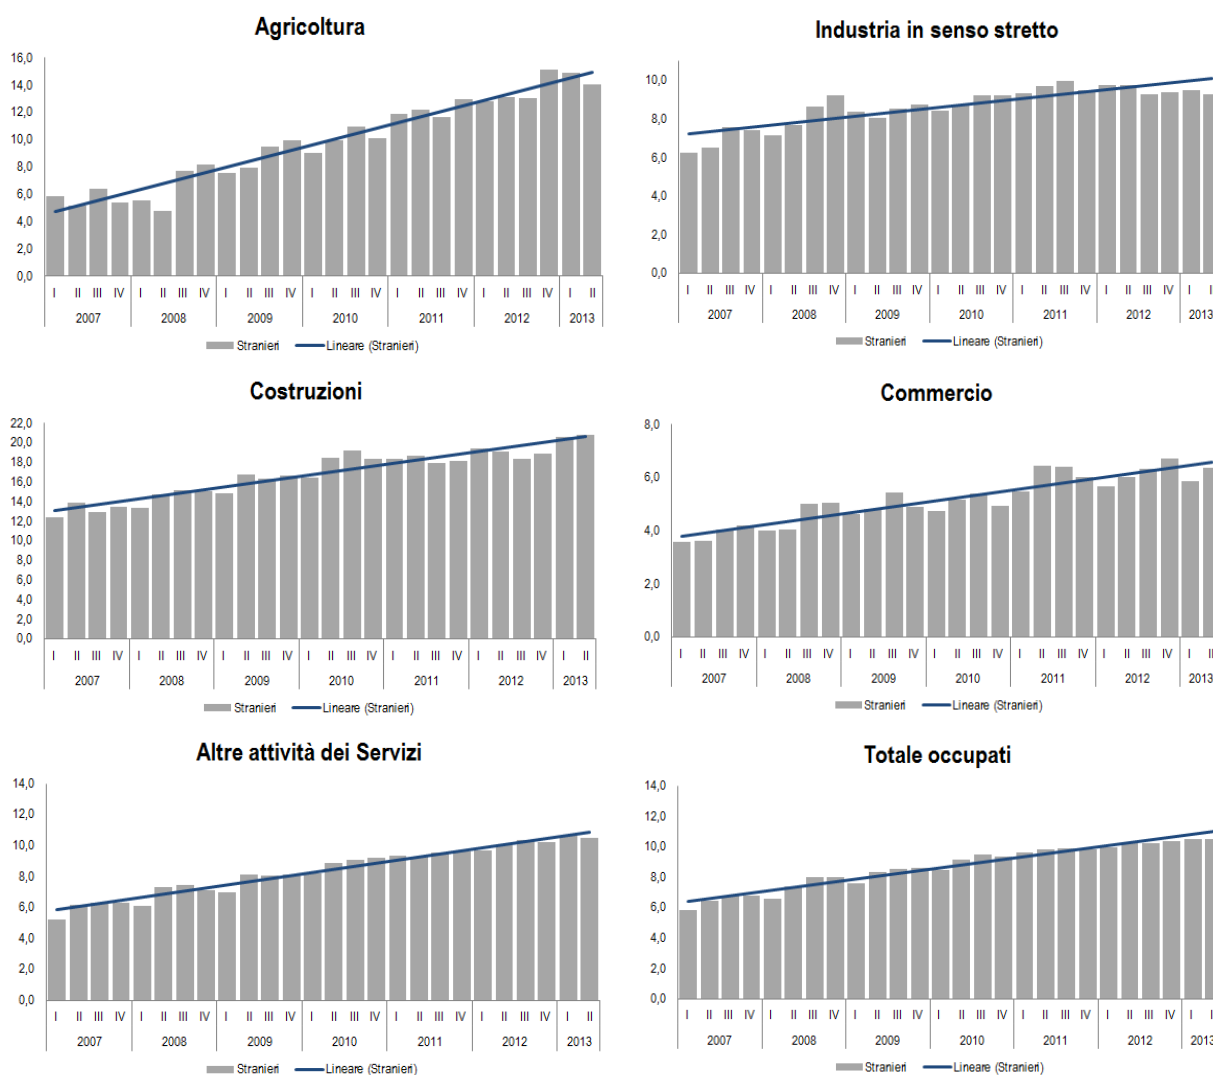 Agricoltura
16,0
14,0
12,0
10,0
8,0
6,0
4,0
2,0
0,0
I II III IV I II III IV I II III IV I II III IV I II III IV I II III IV I II
2007 2008 2009 2010 2011 2012 2013
Stranieri Lineare (Stranieri)
Industria in senso stretto
10,0
8,0
6,0
4,0
2,0
0,0
I II III IV I II III IV I II III IV I II III IV I II III IV I II III IV I II
2007 2008 2009 2010 2011 2012 2013
Stranieri Lineare (Stranieri)
Costruzioni
22,0
20,0
18,0
16,0
14,0
12,0
10,0
8,0
6,0
4,0
2,0
0,0
I II III IV I II III IV I II III IV I II III IV I II III IV I II III IV I II
2007 2008 2009 2010 2011 2012 2013
Stranieri Lineare (Stranieri)
Commercio
8,0
6,0
4,0
2,0
0,0
I II III IV I II III IV I II III IV I II III IV I II III IV I II III IV I II
2007 2008 2009 2010 2011 2012 2013
Stranieri Lineare (Stranieri)
Altre attività dei Servizi
14,0
12,0
10,0
8,0
6,0
4,0
2,0
0,0
I II III IV I II III IV I II III IV I II III IV I II III IV I II III IV I II
2007 2008 2009 2010 2011 2012 2013
Stranieri Lineare (Stranieri)
Totale occupati
14,0
12,0
10,0
8,0
6,0
4,0
2,0
0,0
I II III IV I II III IV I II III IV I II III IV I II III IV I II III IV I II
2007 2008 2009 2010 2011 2012 2013
Stranieri Lineare (Stranieri)